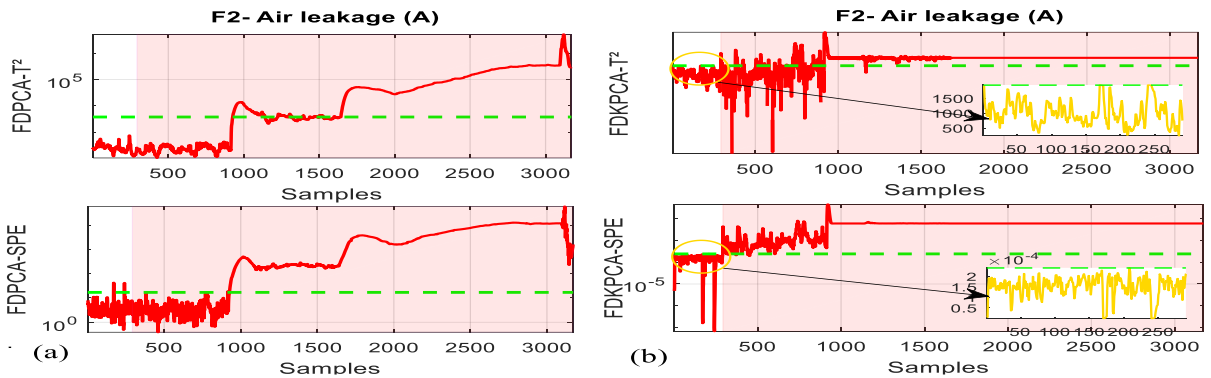 F2- Air leakage (A)
FDPCA-T²
10⁵
500 1000 1500 2000 2500 3000
Samples
FDPCA-SPE
10⁰
500 1000 1500 2000 2500 3000
Samples
(a)
F2- Air leakage (A)
FDKPCA-T²
1500
1000
500
50 100 150 200 250
500 1000 1500 2000 2500 3000
Samples
FDKPCA-SPE
10⁻⁵
× 10⁻⁴
2
1.5
1
0.5
50 100 150 200 250
500 1000 1500 2000 2500 3000
Samples
(b)